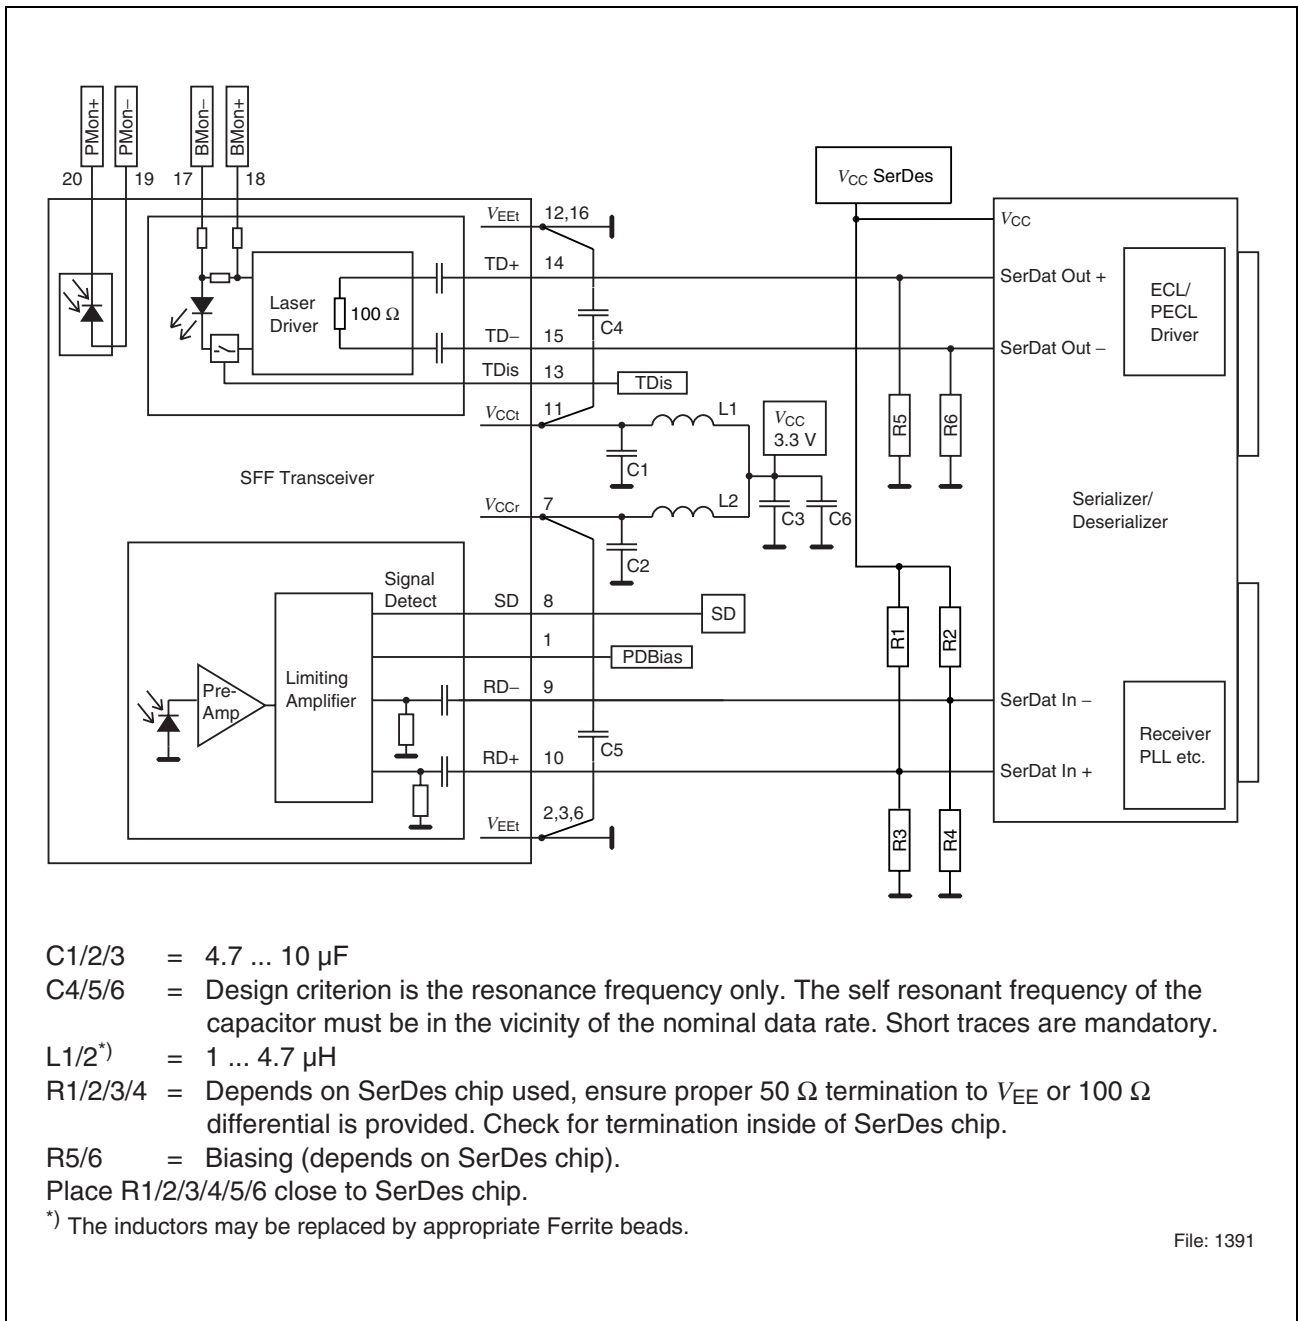 PMon+
PMon–
BMon–
BMon+
20
19
17
18
VCC SerDes
VEEt
12,16
VCC
TD+
14
SerDat Out +
Laser
Driver
100 Ω
C4
ECL/
PECL
Driver
TD–
15
SerDat Out –
TDis
13
TDis
VCCt
11
L1
VCC
3.3 V
R5
R6
C1
SFF Transceiver
Serializer/
Deserializer
VCCr
7
L2
C3
C6
C2
Signal
Detect
SD
8
SD
R1
R2
1
PDBias
Limiting
Amplifier
Pre-
Amp
RD–
9
SerDat In –
C5
Receiver
PLL etc.
RD+
10
SerDat In +
VEEt
2,3,6
R3
R4
C1/2/3 = 4.7 ... 10 µF
C4/5/6 = Design criterion is the resonance frequency only. The self resonant frequency of the
capacitor must be in the vicinity of the nominal data rate. Short traces are mandatory.
L1/2*) = 1 ... 4.7 µH
R1/2/3/4 = Depends on SerDes chip used, ensure proper 50 Ω termination to VEE or 100 Ω
differential is provided. Check for termination inside of SerDes chip.
R5/6 = Biasing (depends on SerDes chip).
Place R1/2/3/4/5/6 close to SerDes chip.
*) The inductors may be replaced by appropriate Ferrite beads.
File: 1391